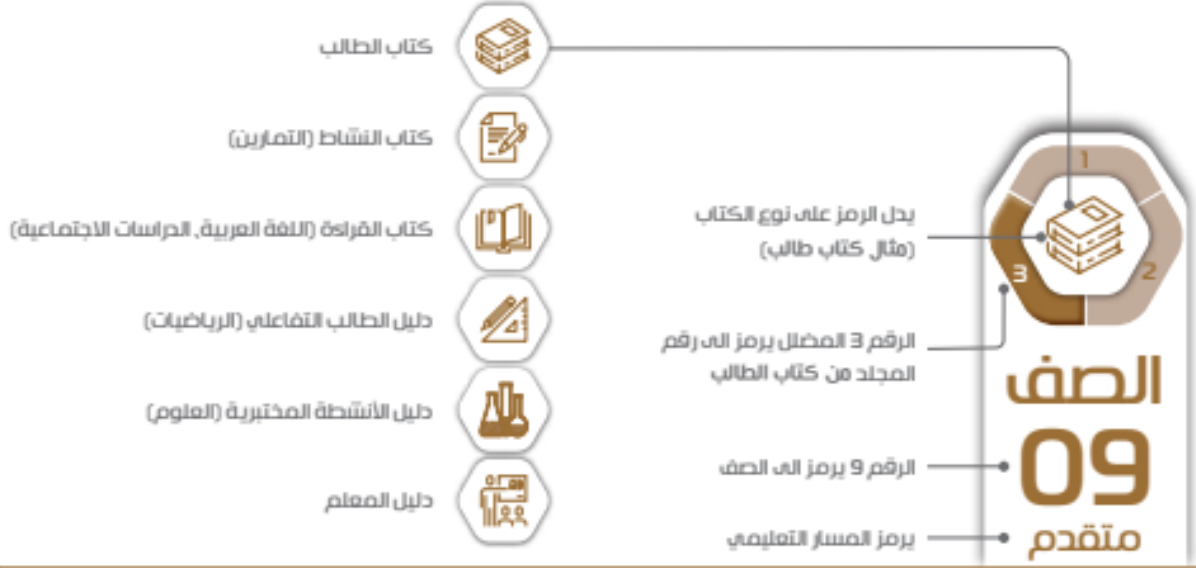 1
2
3
الصف
09
متقدم
يدل الرمز على نوع الكتاب
(مثال كتاب طالب)
الرقم 3 المضلل يرمز الى رقم
المجلد من كتاب الطالب
الرقم 9 يرمز الى الصف
يرمز المسار التعليمي
كتاب الطالب
كتاب النشاط (التمارين)
كتاب القراءة (اللغة العربية، الدراسات الاجتماعية)
دليل الطالب التفاعلي (الرياضيات)
دليل الأنشطة المختبرية (العلوم)
دليل المعلم